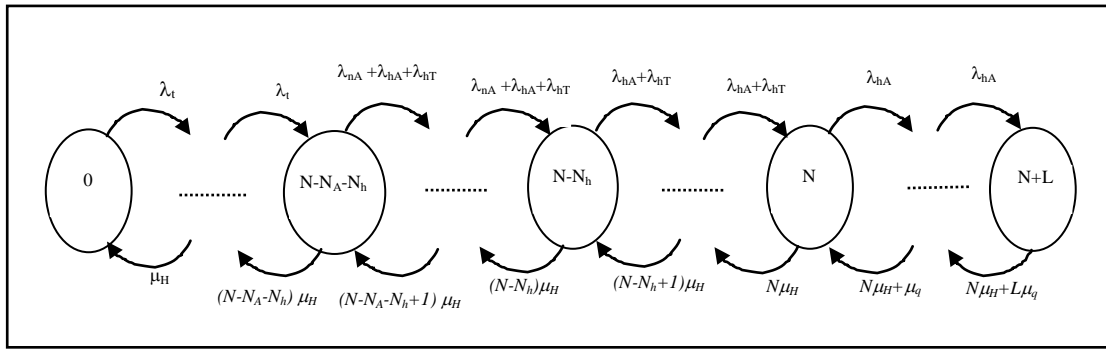 λnA +λhA+λhT
λnA +λhA+λhT
λhA+λhT
λhA+λhT
λhA
λhA
λt
λt
0
N-NA-Nh
N-Nh
N
N+L
μH
(N-NA-Nh) μH
(N-NA-Nh+1) μH
(N-Nh)μH
(N-Nh+1)μH
NμH
NμH+μq
NμH+Lμq